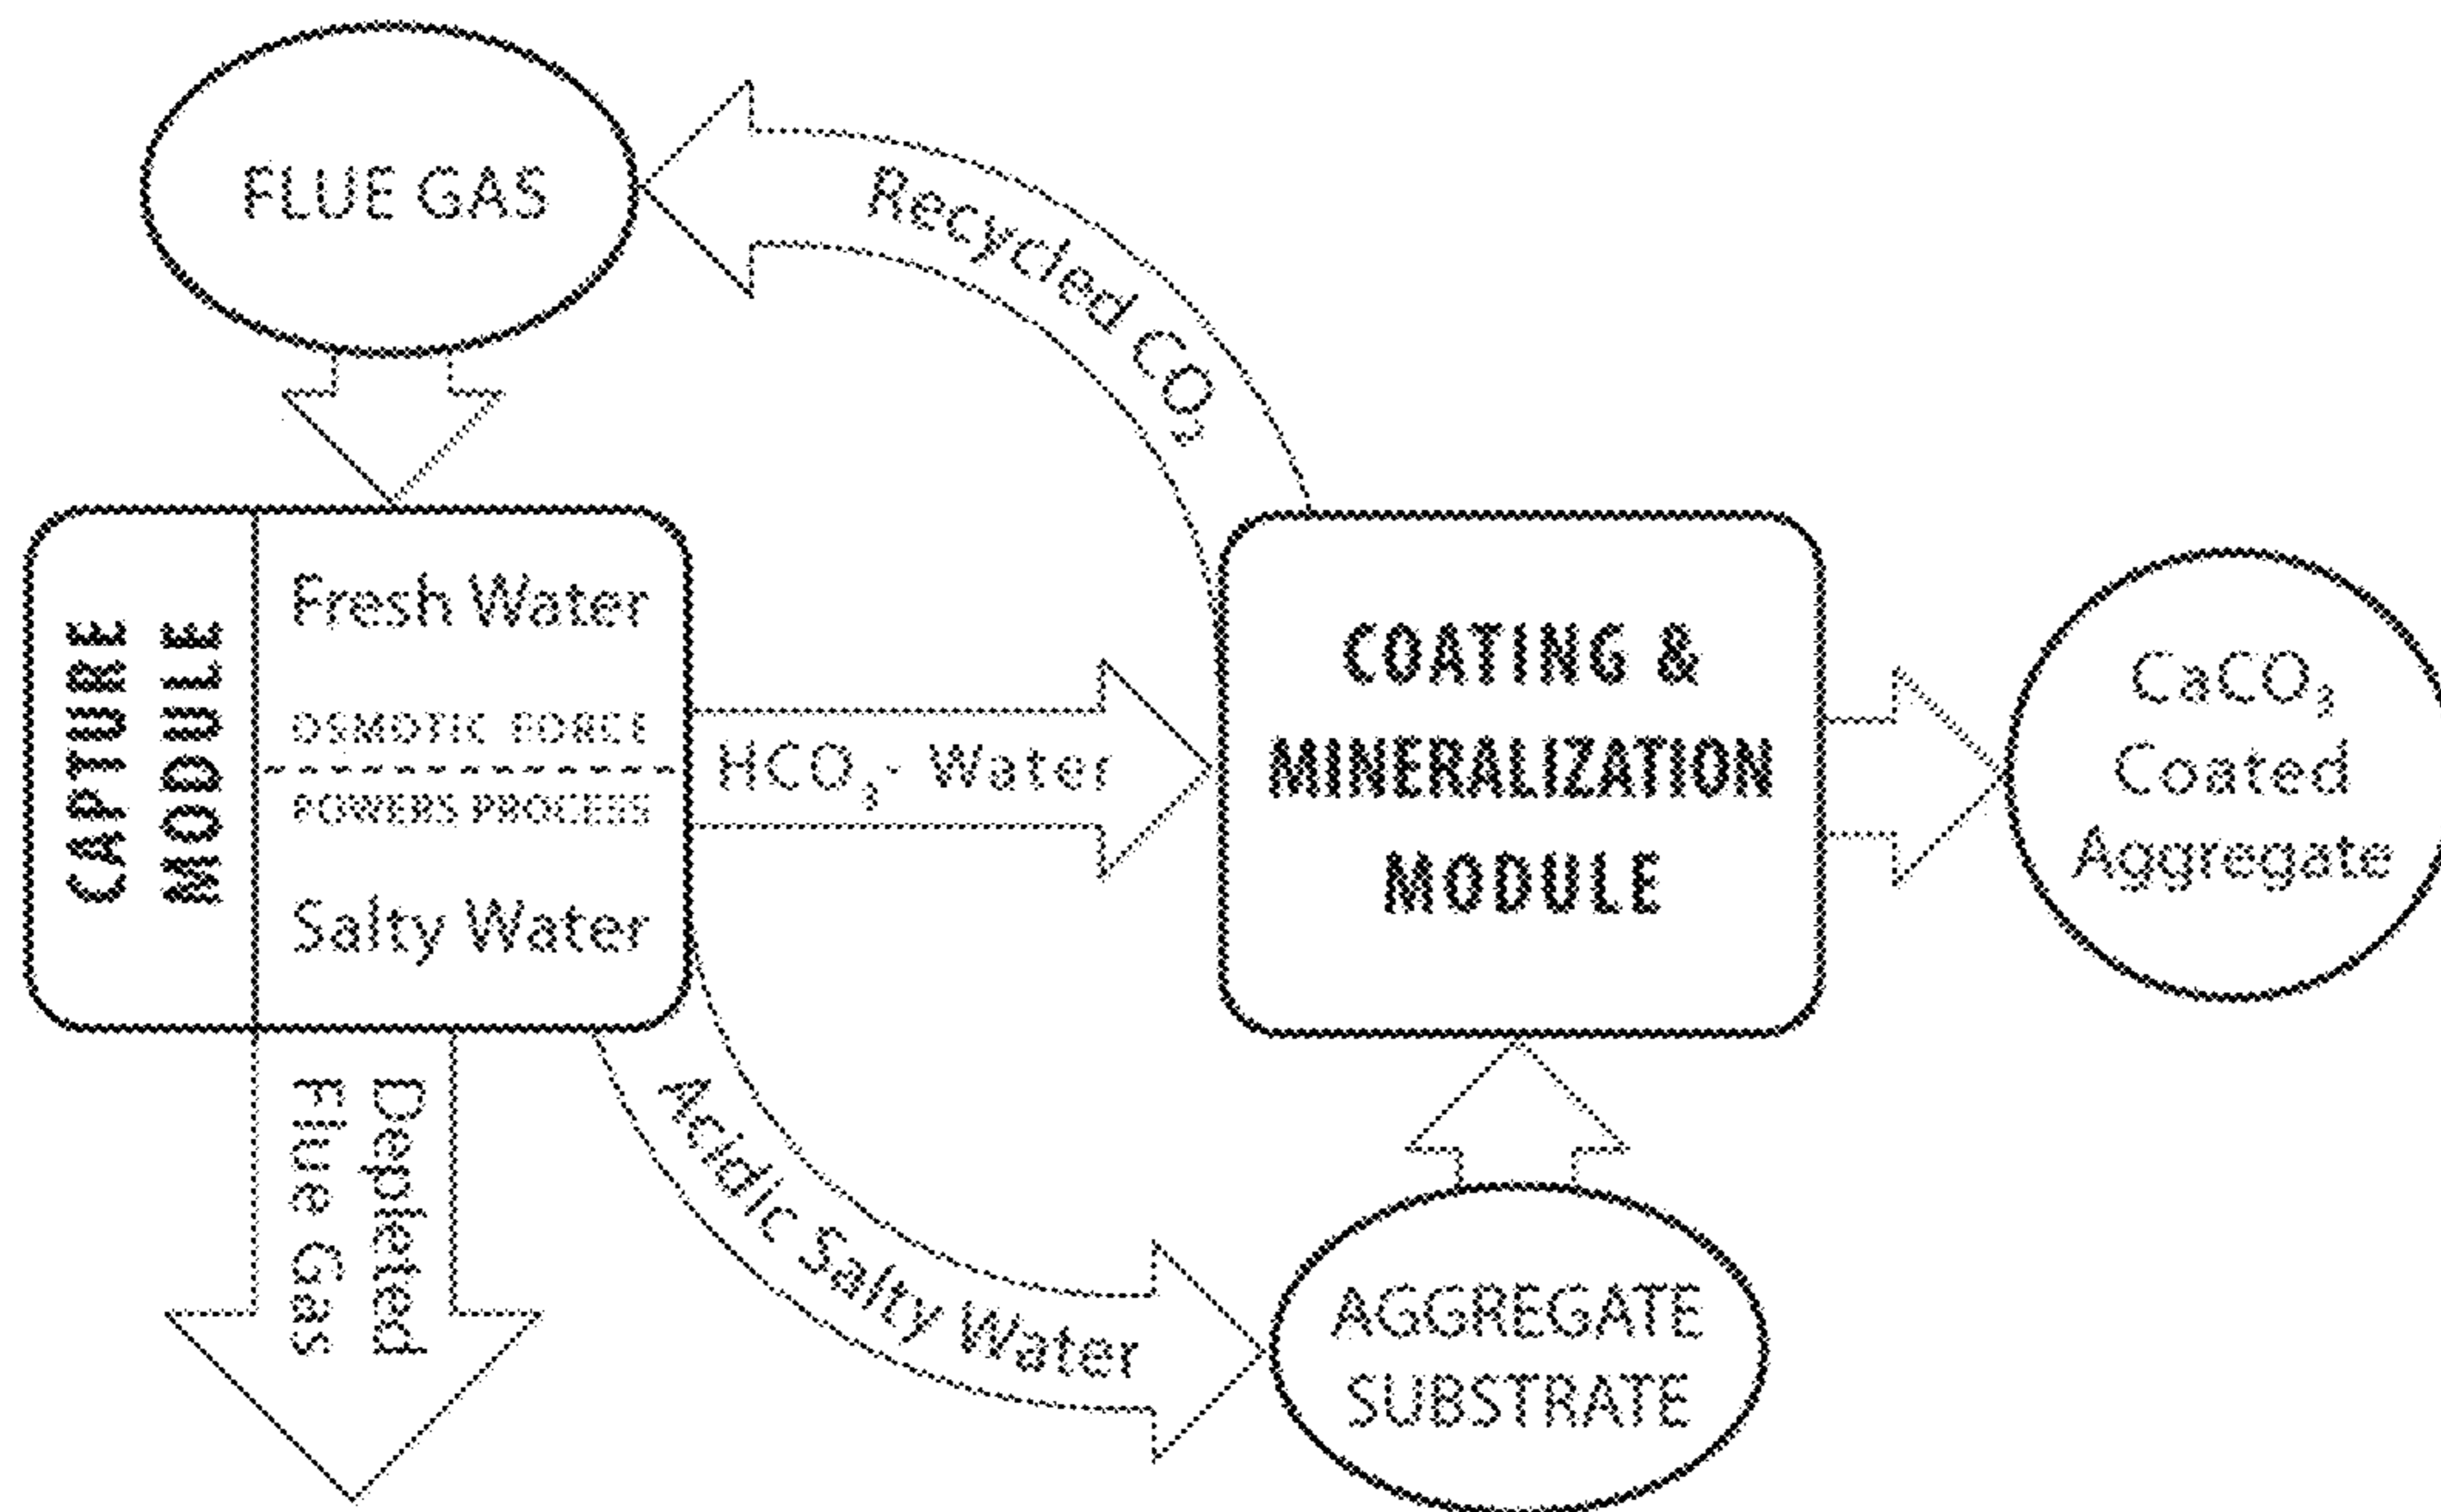 FLUE GAS
Recycled CO₂
CAPTURE
MODULE
Fresh Water
OSMOTIC FORCE
POWERS PROCESS
Salty Water
HCO₃- Water
COATING &
MINERALIZATION
MODULE
CaCO₃
Coated
Aggregate
Depleted
Flue Gas
Acidic Salty Water
AGGREGATE
SUBSTRATE